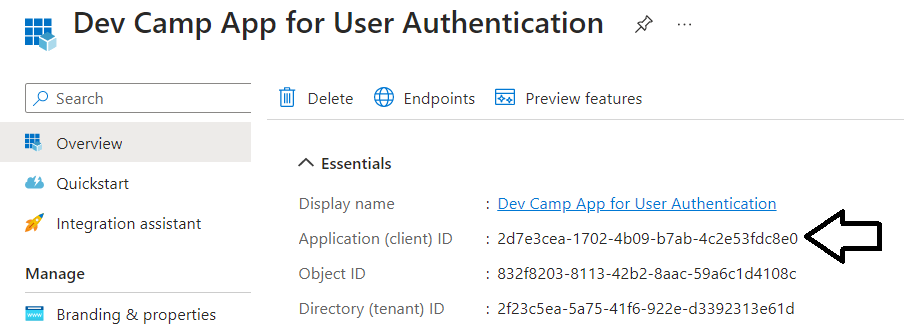 Dev Camp App for User Authentication
Search
Delete
Endpoints
Preview features
Overview
Quickstart
Integration assistant
Manage
Branding & properties
Essentials
Display name : Dev Camp App for User Authentication
Application (client) ID : 2d7e3cea-1702-4b09-b7ab-4c2e53fdc8e0
Object ID : 832f8203-8113-42b2-8aac-59a6c1d4108c
Directory (tenant) ID : 2f23c5ea-5a75-41f6-922e-d3392313e61d